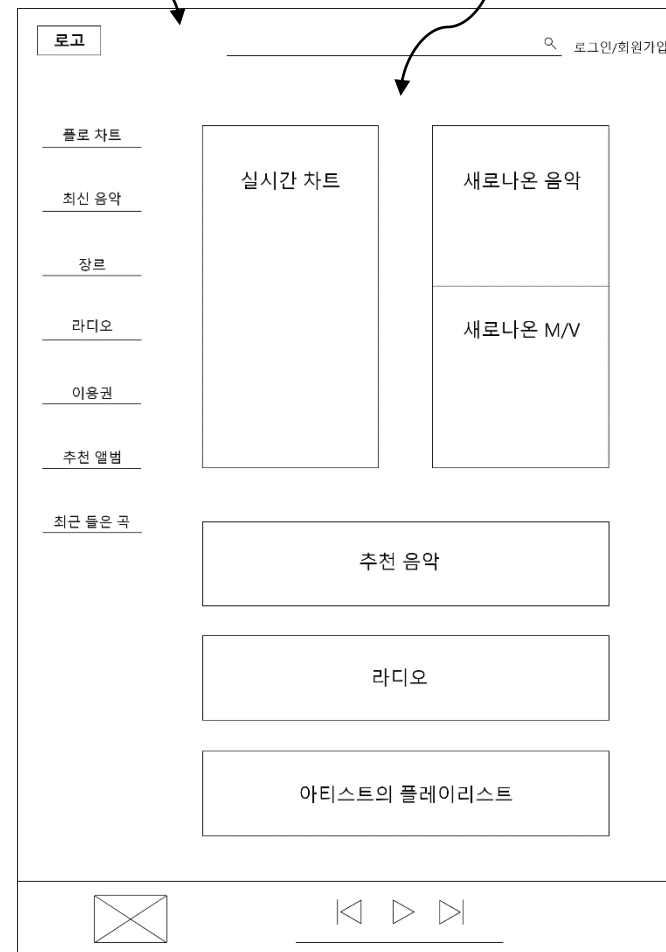 로고
로그인/회원가입
플로 차트
최신 음악
장르
라디오
이용권
추천 앨범
최근 들은 곡
실시간 차트
새로나온 음악
새로나온 M/V
추천 음악
라디오
아티스트의 플레이리스트